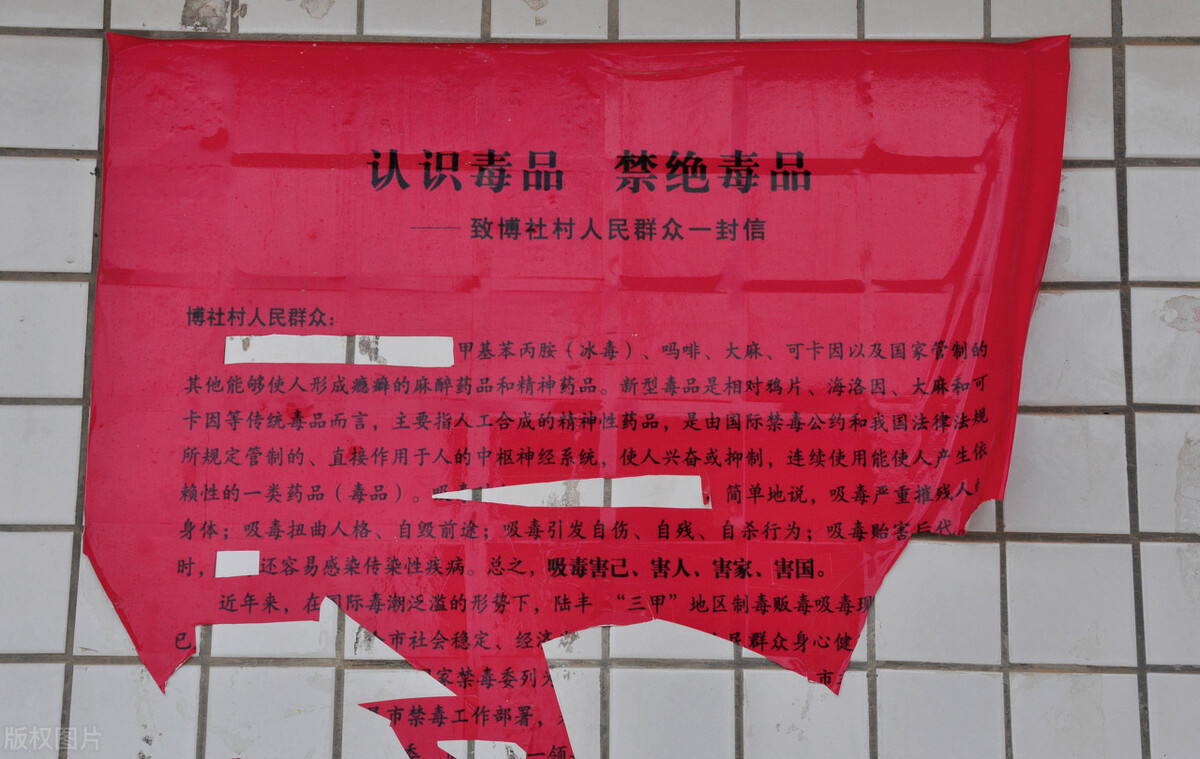 认识毒品 禁绝毒品
——致博社村人民群众一封信
博社村人民群众：
甲基苯丙胺（冰毒）、吗啡、大麻、可卡因以及国家管制的
其他能够使人形成瘾癖的麻醉药品和精神药品。新型毒品是相对鸦片、海洛因、大麻和可
卡因等传统毒品而言，主要指人工合成的精神性药品，是由国际禁毒公约和我国法律法规
所规定管制的、直接作用于人的中枢神经系统，使人兴奋或抑制，连续使用能使人产生依
赖性的一类药品（毒品）。吸，简单地说，吸毒严重摧残人
身体；吸毒扭曲人格、自毁前途；吸毒引发自伤、自残、自杀行为；吸毒贻害后代
时，还容易感染传染性疾病。总之，吸毒害己、害人、害家、害国。
近年来，在国际毒潮泛滥的形势下，陆丰“三甲”地区制毒贩毒吸毒现
已市社会稳定、经济民群众身心健
家禁毒委列为市
市禁毒工作部署，
委一领
版权图片